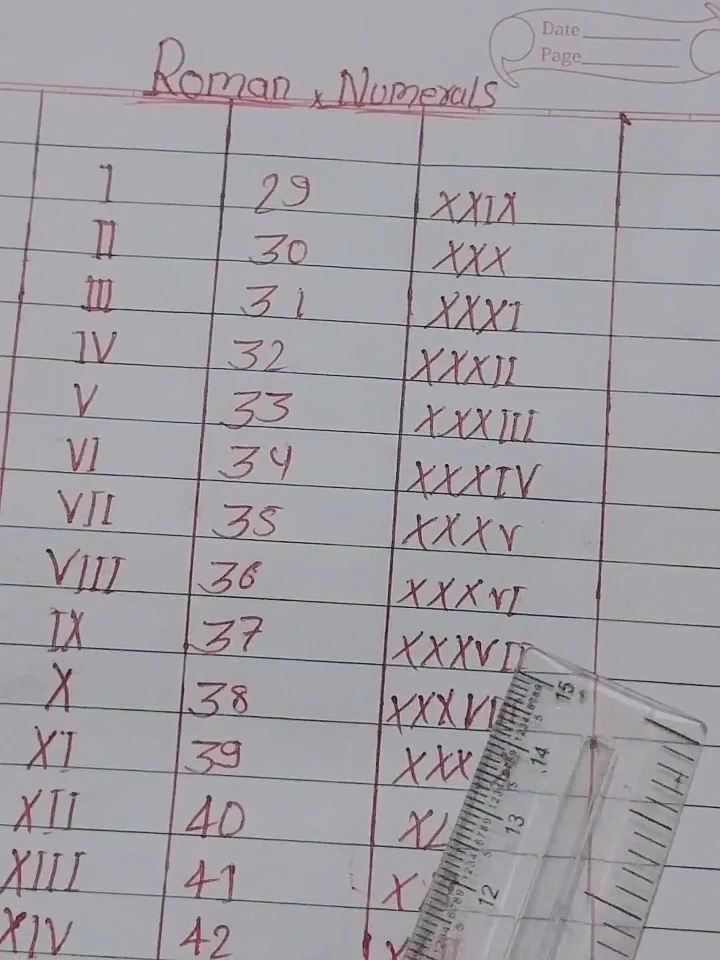 Date
Page
Roman Numerals
I 29 XXIX
II 30 XXX
III 31 XXXI
IV 32 XXXII
V 33 XXXIII
VI 34 XXXIV
VII 35 XXXV
VIII 36 XXXVI
IX 37 XXXVII
X 38
XI 39
XII 40 XL
XIII 41
XIV 42
15
14
13
12